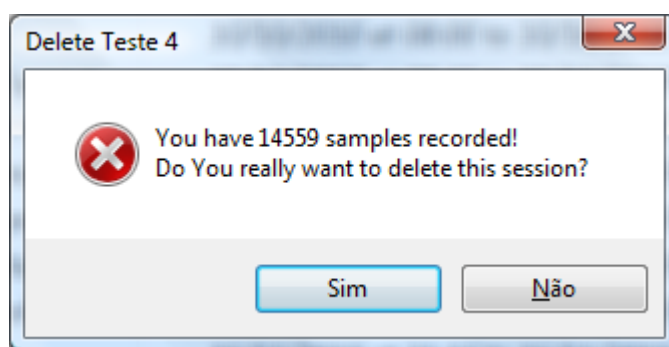 Delete Teste 4
You have 14559 samples recorded!
Do You really want to delete this session?
Sim
Não